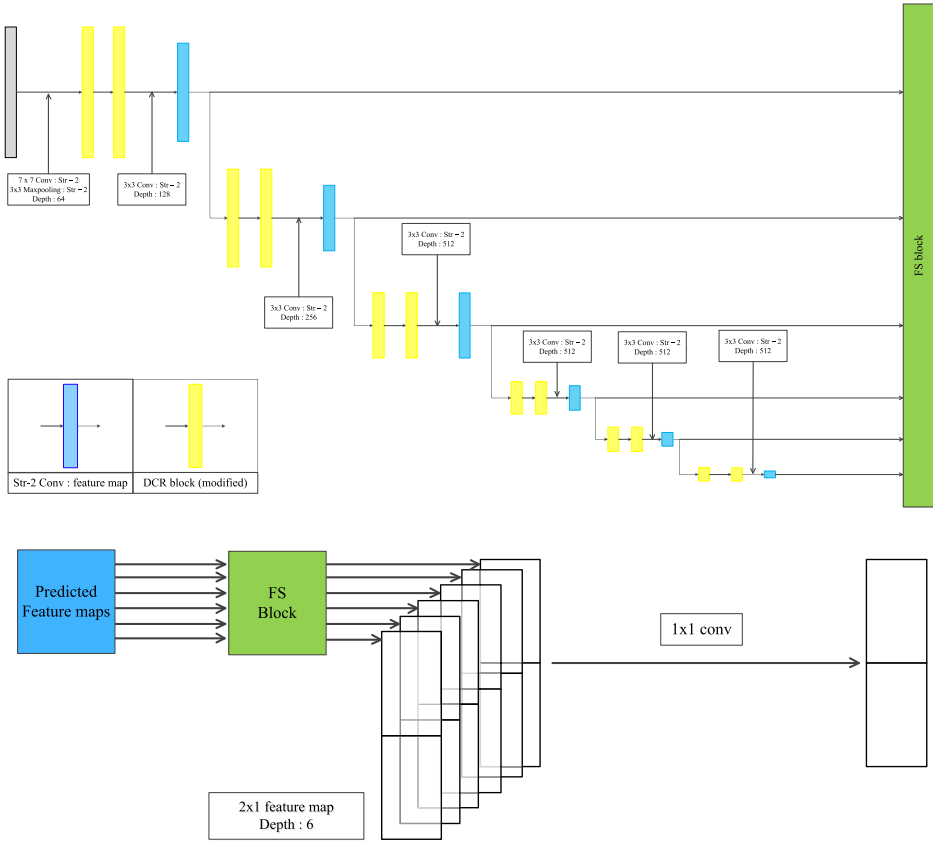 7 x 7 Conv : Str－2
3x3 Maxpooling : Str－2
Depth : 64
3x3 Conv : Str－2
Depth : 128
3x3 Conv : Str－2
Depth : 256
3x3 Conv : Str－2
Depth : 512
3x3 Conv : Str－2
Depth : 512
3x3 Conv : Str－2
Depth : 512
3x3 Conv : Str－2
Depth : 512
FS block
Str-2 Conv : feature map
DCR block (modified)
Predicted
Feature maps
FS
Block
1x1 conv
2x1 feature map
Depth : 6